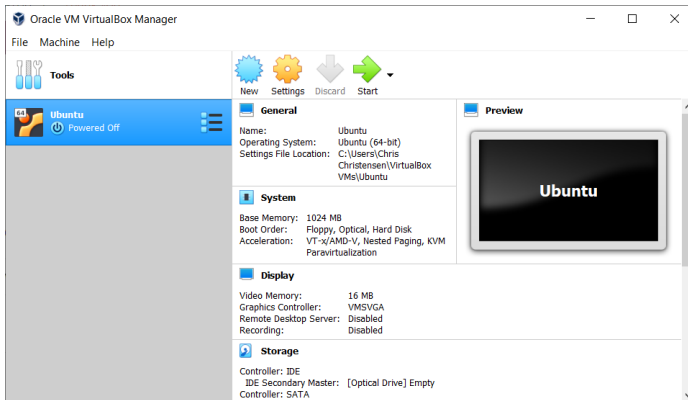 Oracle VM VirtualBox Manager
File Machine Help
Tools
New Settings Discard Start
64
Ubuntu
Powered Off
General
Name: Ubuntu
Operating System: Ubuntu (64-bit)
Settings File Location: C:\Users\Chris
Christensen\VirtualBox
VMs\Ubuntu
Preview
Ubuntu
System
Base Memory: 1024 MB
Boot Order: Floppy, Optical, Hard Disk
Acceleration: VT-x/AMD-V, Nested Paging, KVM
Paravirtualization
Display
Video Memory: 16 MB
Graphics Controller: VMSVGA
Remote Desktop Server: Disabled
Recording: Disabled
Storage
Controller: IDE
IDE Secondary Master: [Optical Drive] Empty
Controller: SATA